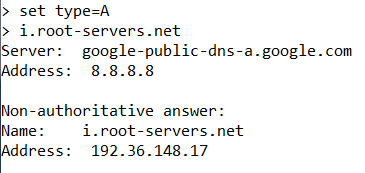 > set type=A
> i.root-servers.net
Server:  google-public-dns-a.google.com
Address:  8.8.8.8

Non-authoritative answer:
Name:    i.root-servers.net
Address:  192.36.148.17